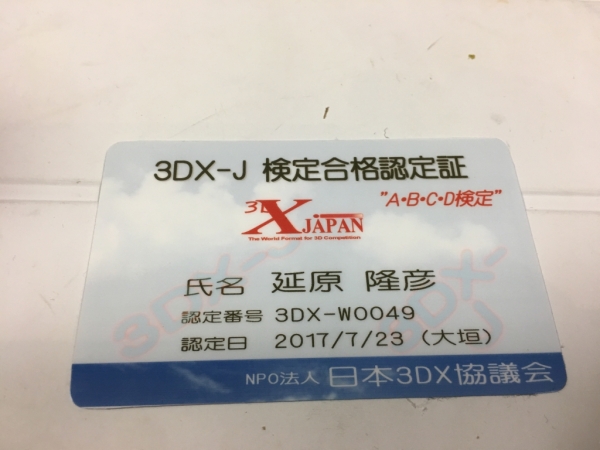 3DX-J 検定合格認定証
"A・B・C・D検定"
3D X JAPAN
The World Format for 3D Competition.
氏名 延原 隆彦
認定番号 3DX-W0049
認定日 2017/7/23 (大垣)
NPO法人 日本3DX協議会
3DX-J
3DX-J